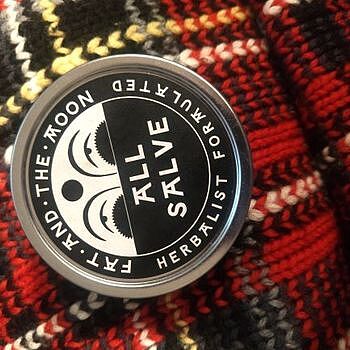 FAT · AND · THE · MOON
ALL
SALVE
HERBALIST FORMULATED